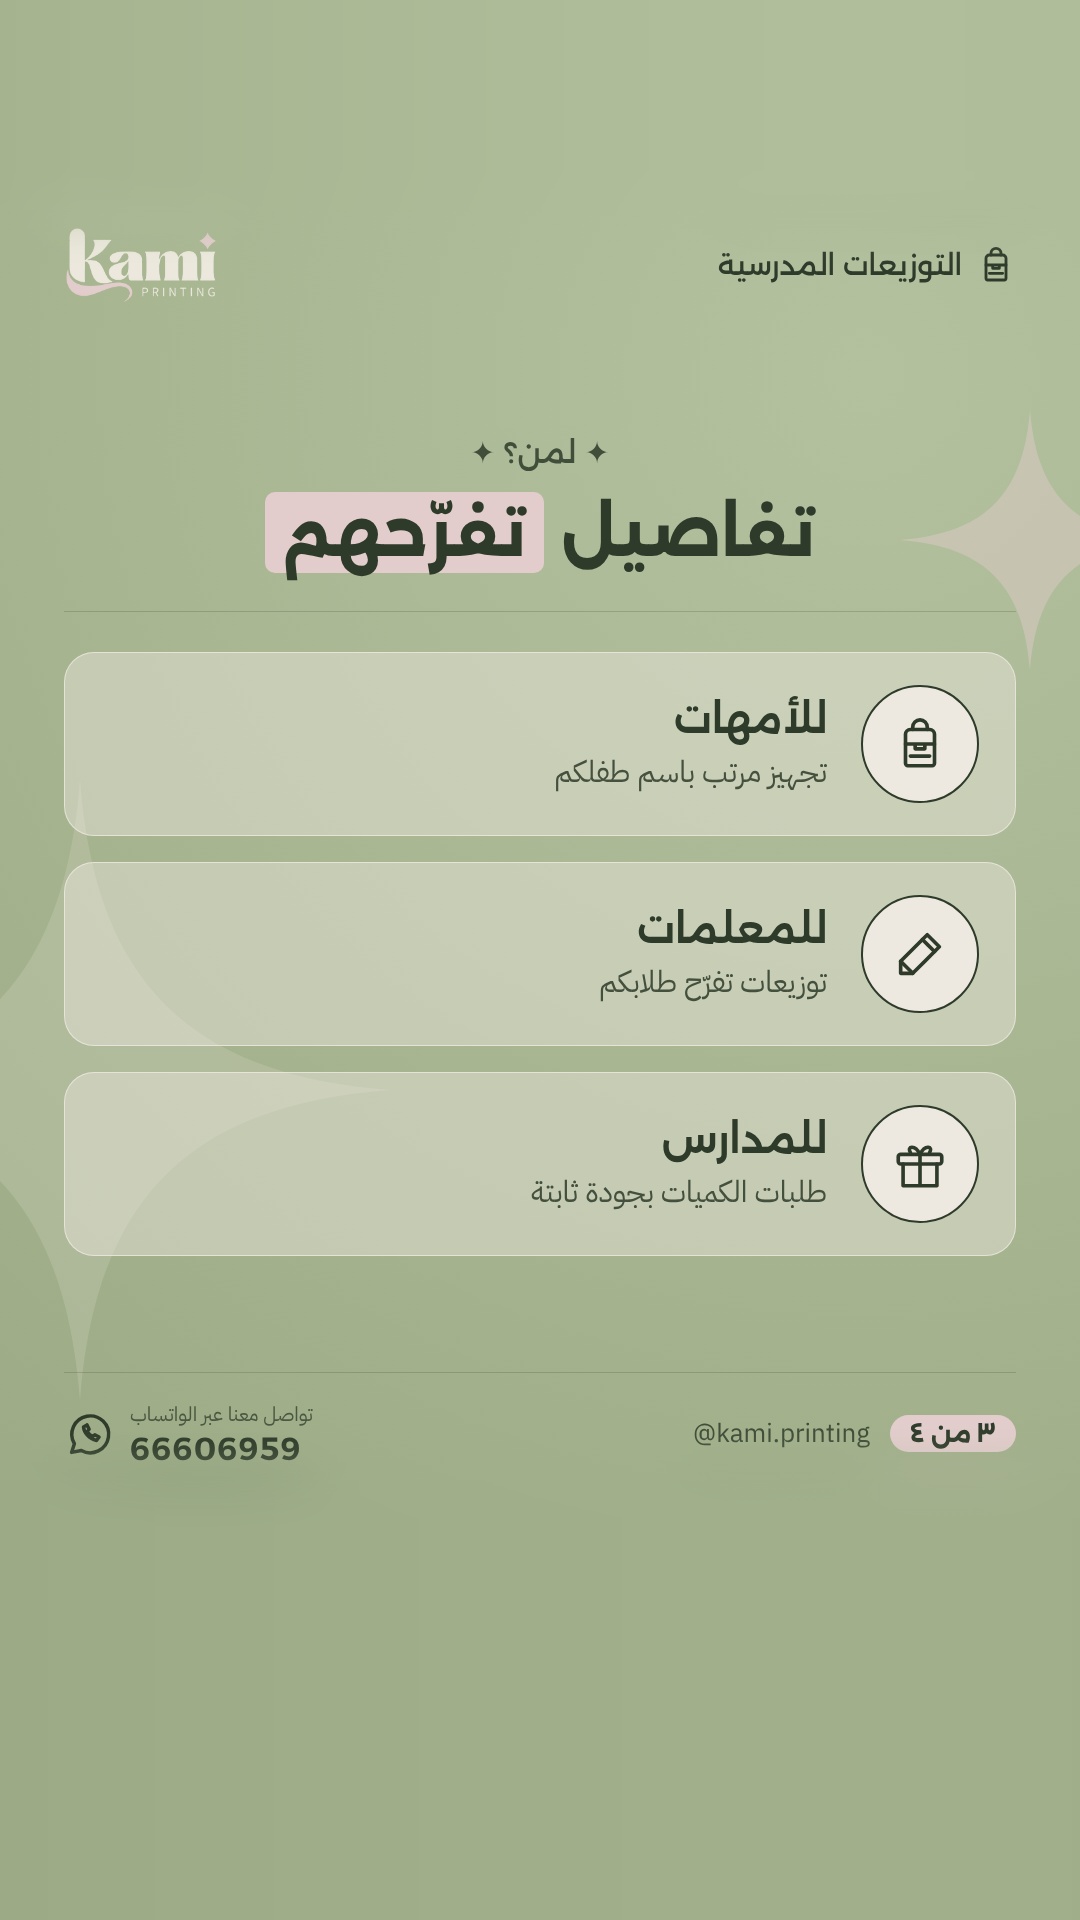 التوزيعات المدرسية
Kami
PRINTING
✦ لمن؟ ✦
تفاصيل تفرّحهم
للأمهات
تجهيز مرتب باسم طفلكم
للمعلمات
توزيعات تفرّح طلابكم
للمدارس
طلبات الكميات بجودة ثابتة
٣ من ٤
@kami.printing
تواصل معنا عبر الواتساب
66606959